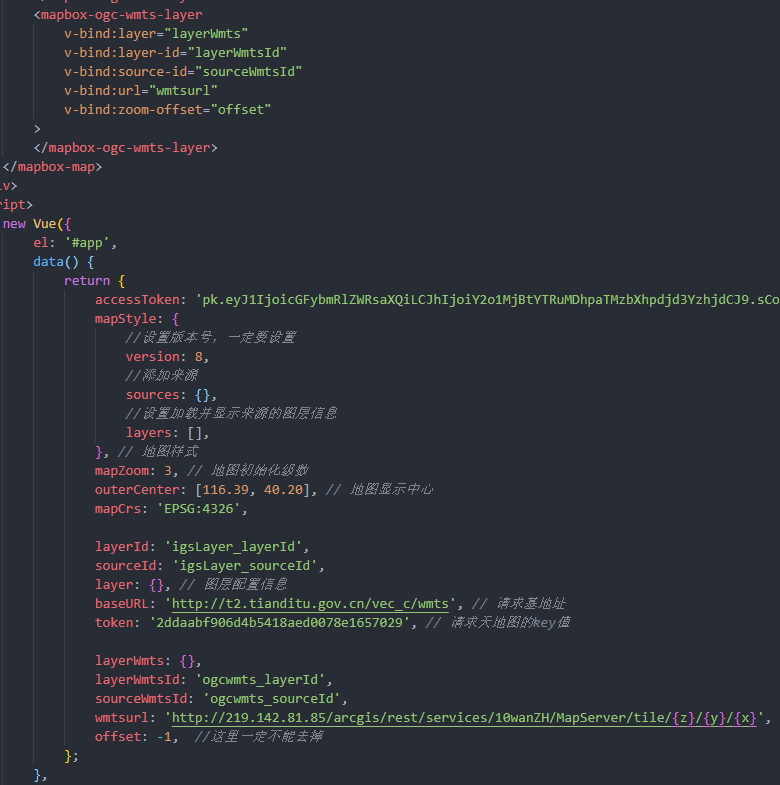 <mapbox-ogc-wmts-layer
v-bind:layer="layerWmts"
v-bind:layer-id="layerWmtsId"
v-bind:source-id="sourceWmtsId"
v-bind:url="wmtsurl"
v-bind:zoom-offset="offset"
>
</mapbox-ogc-wmts-layer>
</mapbox-map>
iv>
ript>
new Vue({
el: '#app',
data() {
return {
accessToken: 'pk.eyJ1IjoicGFybmRlZWRsaXQiLCJhIjoiY2o1MjBtYTRuMDhpaTMzbXhpdjd3YzhjdCJ9.sCo
mapStyle: {
//设置版本号，一定要设置
version: 8,
//添加来源
sources: {},
//设置加载并显示来源的图层信息
layers: [],
}, // 地图样式
mapZoom: 3, // 地图初始化级数
outerCenter: [116.39, 40.20], // 地图显示中心
mapCrs: 'EPSG:4326',
layerId: 'igsLayer_layerId',
sourceId: 'igsLayer_sourceId',
layer: {}, // 图层配置信息
baseURL: 'http://t2.tianditu.gov.cn/vec_c/wmts', // 请求基地址
token: '2ddaabf906d4b5418aed0078e1657029', // 请求天地图的key值
layerWmts: {},
layerWmtsId: 'ogcwmts_layerId',
sourceWmtsId: 'ogcwmts_sourceId',
wmtsurl: 'http://219.142.81.85/arcgis/rest/services/10wanZH/MapServer/tile/{z}/{y}/{x}',
offset: -1, //这里一定不能去掉
};
},